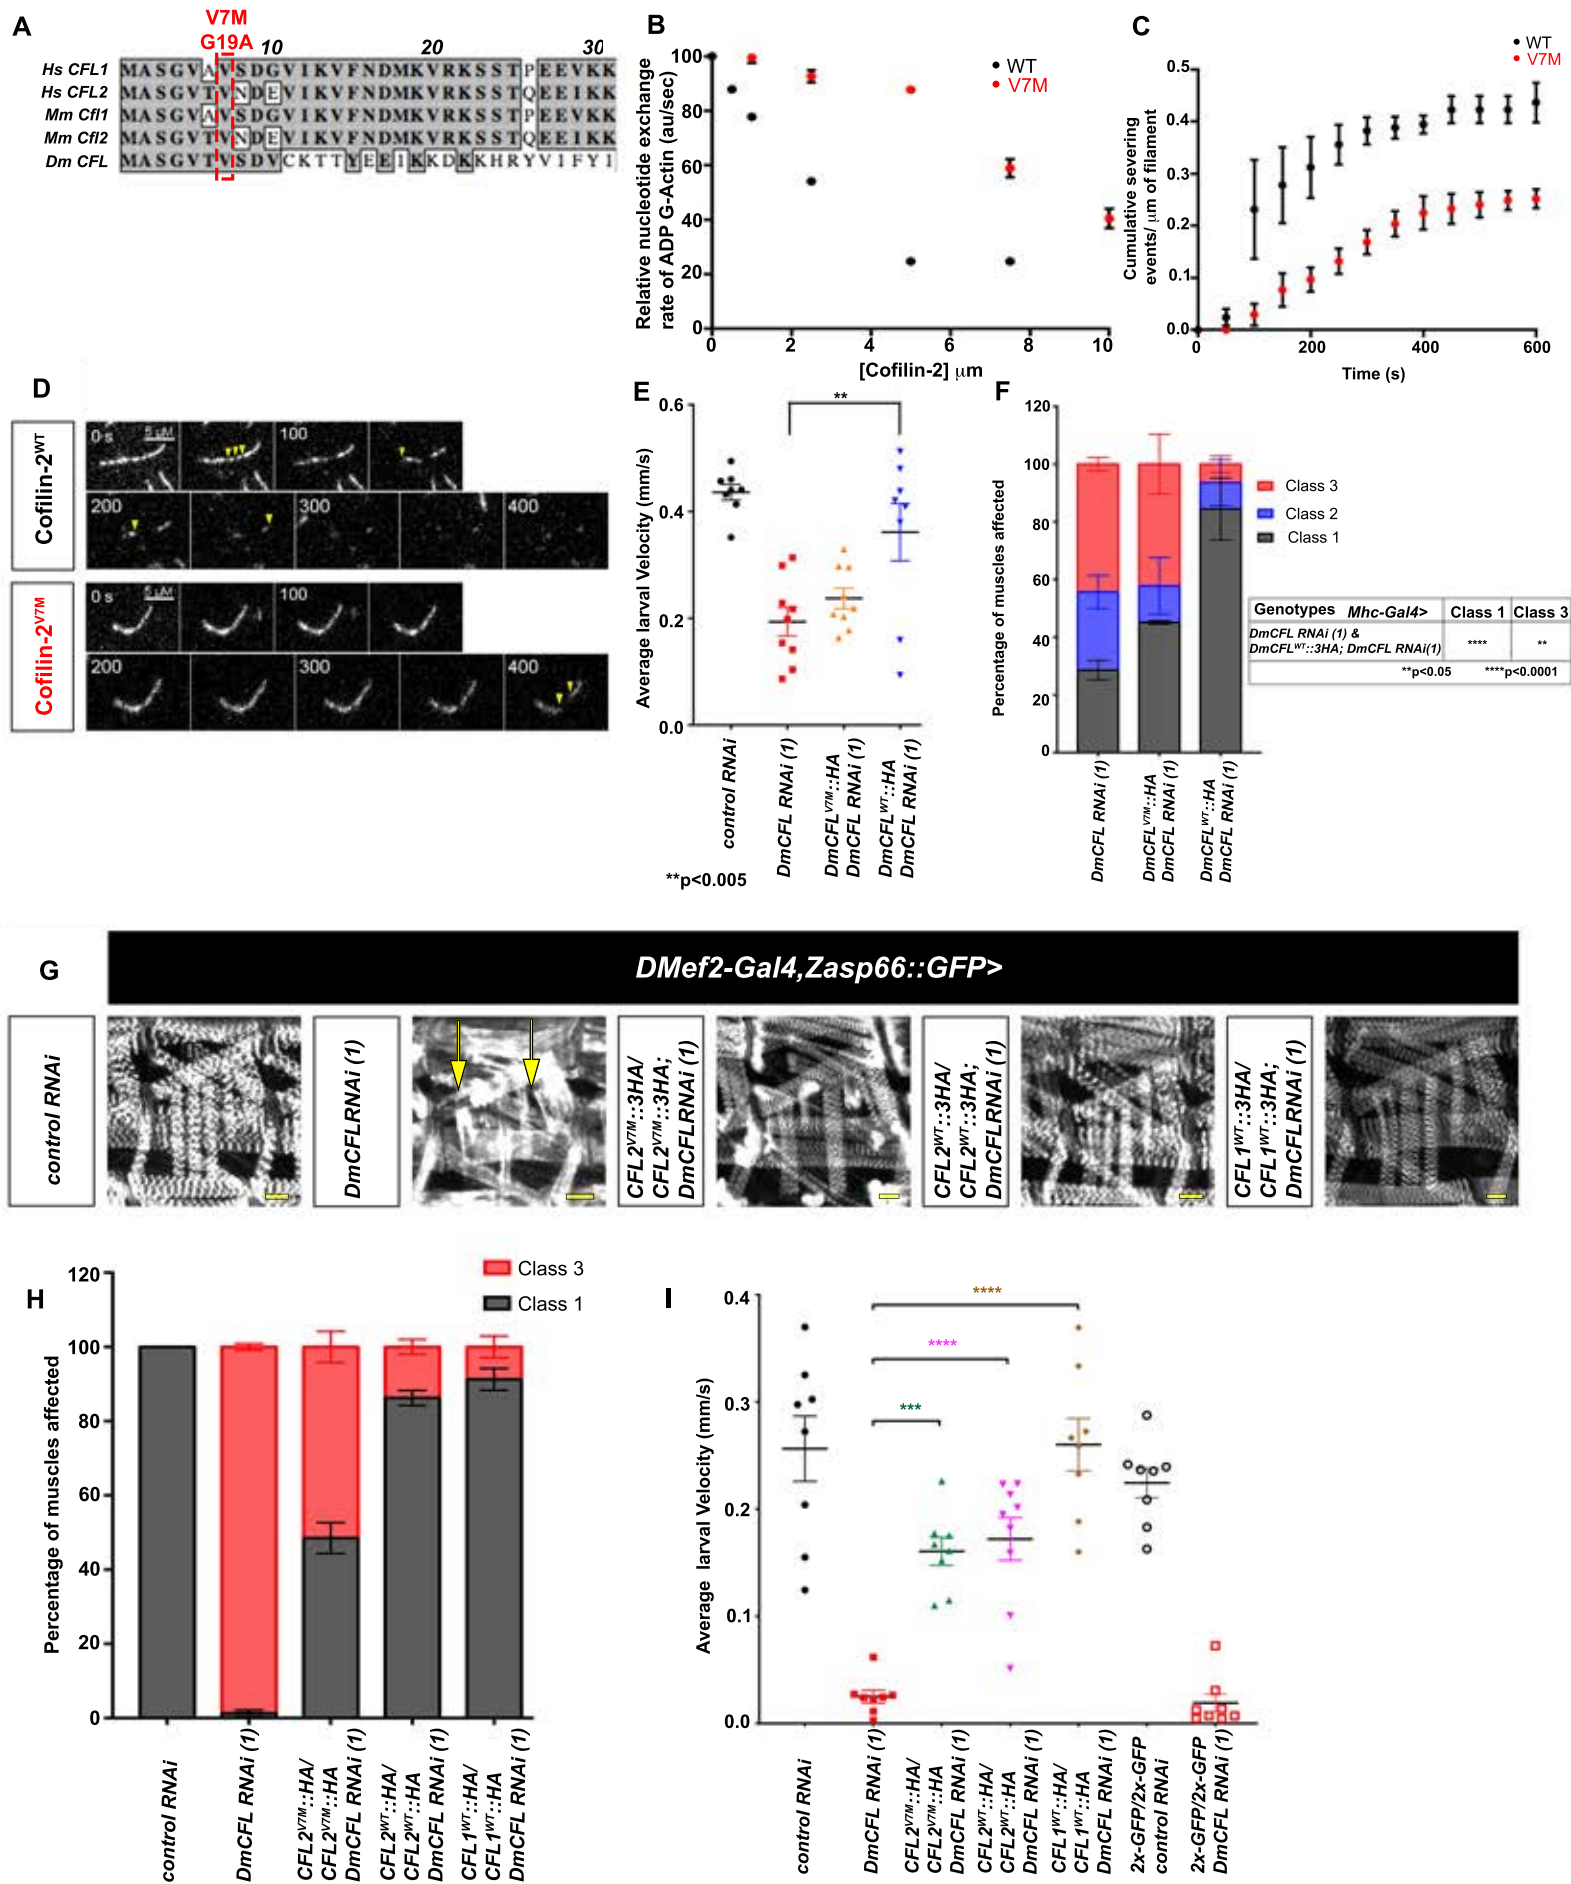 A
V7M
G19A
10
20
30
Hs CFL1 MASGVAVSDGVIKVFNDMKVRKSSTPEEVKK
Hs CFL2 MASGVTVNDEVIKVFNDMKVRKSSTQEEIKK
Mm Cfl1 MASGVAVSDGVIKVFNDMKVRKSSTPEEVKK
Mm Cfl2 MASGVTVNDEVIKVFNDMKVRKSSTQEEIKK
Dm CFL MASGVTVSDVCKTTYEEIKKDKKHRYVIFYI
B
Relative nucleotide exchange
rate of ADP G-Actin (au/sec)
100
80
60
40
20
0
0 2 4 6 8 10
[Cofilin-2] μm
WT
V7M
C
Cumulative severing
events/ μm of filament
0.5
0.4
0.3
0.2
0.1
0.0
0 200 400 600
Time (s)
WT
V7M
D
Cofilin-2WT
0 s 5 μM 100
200 300 400
Cofilin-2V7M
0 s 5 μM 100
200 300 400
E
Average larval Velocity (mm/s)
0.6
0.4
0.2
0.0
**
control RNAi
DmCFL RNAi (1)
DmCFLV7M::HA
DmCFL RNAi (1)
DmCFLWT::HA
DmCFL RNAi (1)
**p<0.005
F
Percentage of muscles affected
120
100
80
60
40
20
0
DmCFL RNAi (1)
DmCFLV7M::HA
DmCFL RNAi (1)
DmCFLWT::HA
DmCFL RNAi (1)
Class 3
Class 2
Class 1
Genotypes Mhc-Gal4> Class 1 Class 3
DmCFL RNAi (1) &
DmCFLWT::3HA; DmCFL RNAi(1) **** **
**p<0.05 ****p<0.0001
G
DMef2-Gal4,Zasp66::GFP>
control RNAi
DmCFLRNAi (1)
CFL2V7M::3HA/
CFL2V7M::3HA;
DmCFLRNAi (1)
CFL2WT::3HA/
CFL2WT::3HA;
DmCFLRNAi (1)
CFL1WT::3HA/
CFL1WT::3HA;
DmCFLRNAi (1)
H
Percentage of muscles affected
120
100
80
60
40
20
0
Class 3
Class 1
control RNAi
DmCFL RNAi (1)
CFL2V7M::HA/
CFL2V7M::HA
DmCFL RNAi (1)
CFL2WT::HA/
CFL2WT::HA
DmCFL RNAi (1)
CFL1WT::HA/
CFL1WT::HA
DmCFL RNAi (1)
I
Average larval Velocity (mm/s)
0.4
0.3
0.2
0.1
0.0
****
****
***
control RNAi
DmCFL RNAi (1)
CFL2V7M::HA/
CFL2V7M::HA
DmCFL RNAi (1)
CFL2WT::HA/
CFL2WT::HA
DmCFL RNAi (1)
CFL1WT::HA/
CFL1WT::HA
DmCFL RNAi (1)
2x-GFP/2x-GFP
control RNAi
2x-GFP/2x-GFP
DmCFL RNAi (1)